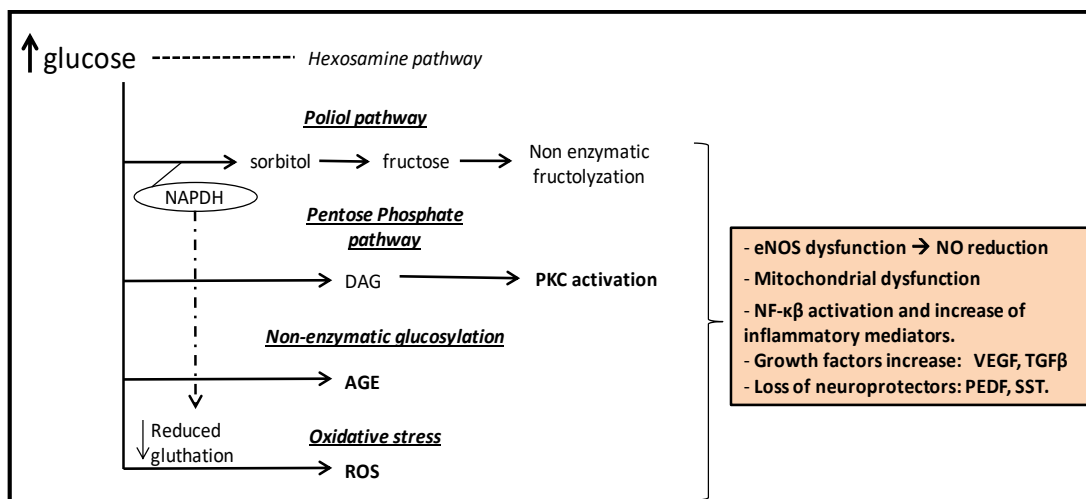 glucose
Hexosamine pathway
Poliol pathway
sorbitol
fructose
Non enzymatic
fructolyzation
NAPDH
Pentose Phosphate
pathway
DAG
PKC activation
Non-enzymatic glucosylation
AGE
Reduced
gluthation
Oxidative stress
ROS
- eNOS dysfunction → NO reduction
- Mitochondrial dysfunction
- NF-κβ activation and increase of
inflammatory mediators.
- Growth factors increase: VEGF, TGFβ
- Loss of neuroprotectors: PEDF, SST.